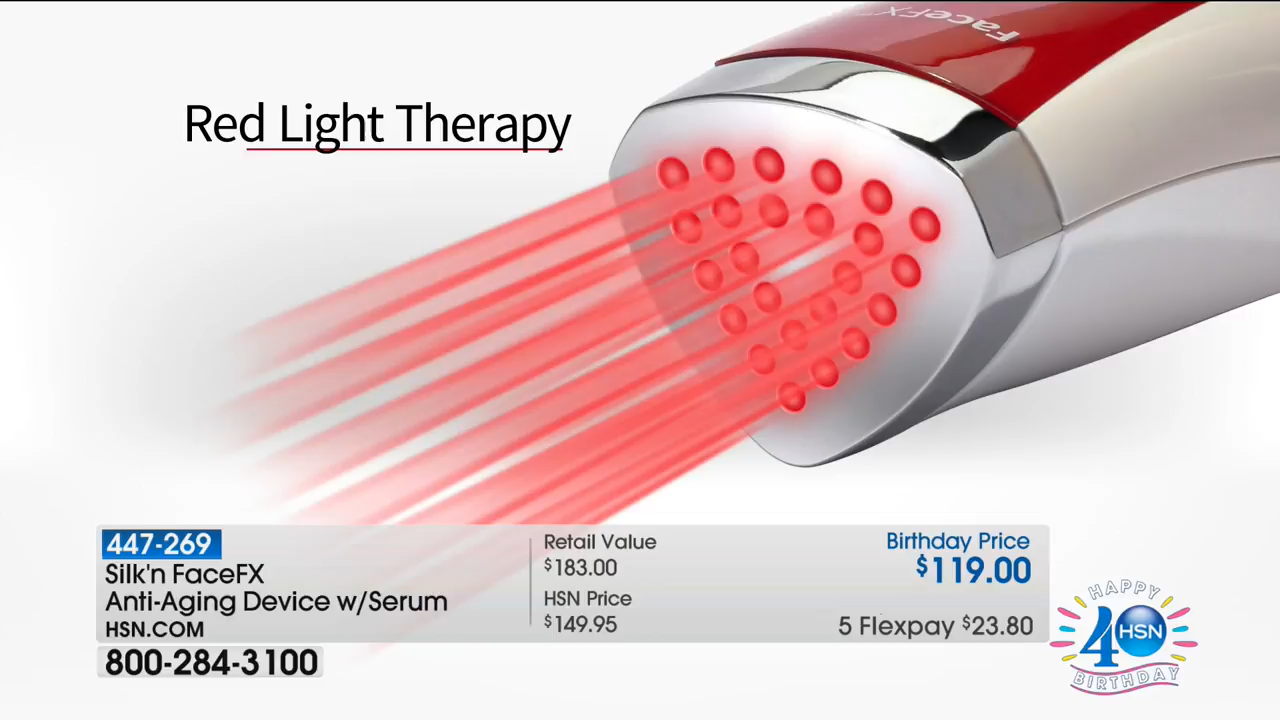 FaceFX
Red Light Therapy
447-269
Silk'n FaceFX
Anti-Aging Device w/Serum
HSN.COM
800-284-3100
Retail Value
$183.00
HSN Price
$149.95
Birthday Price
$119.00
5 Flexpay $23.80
HAPPY
40 HSN
BIRTHDAY